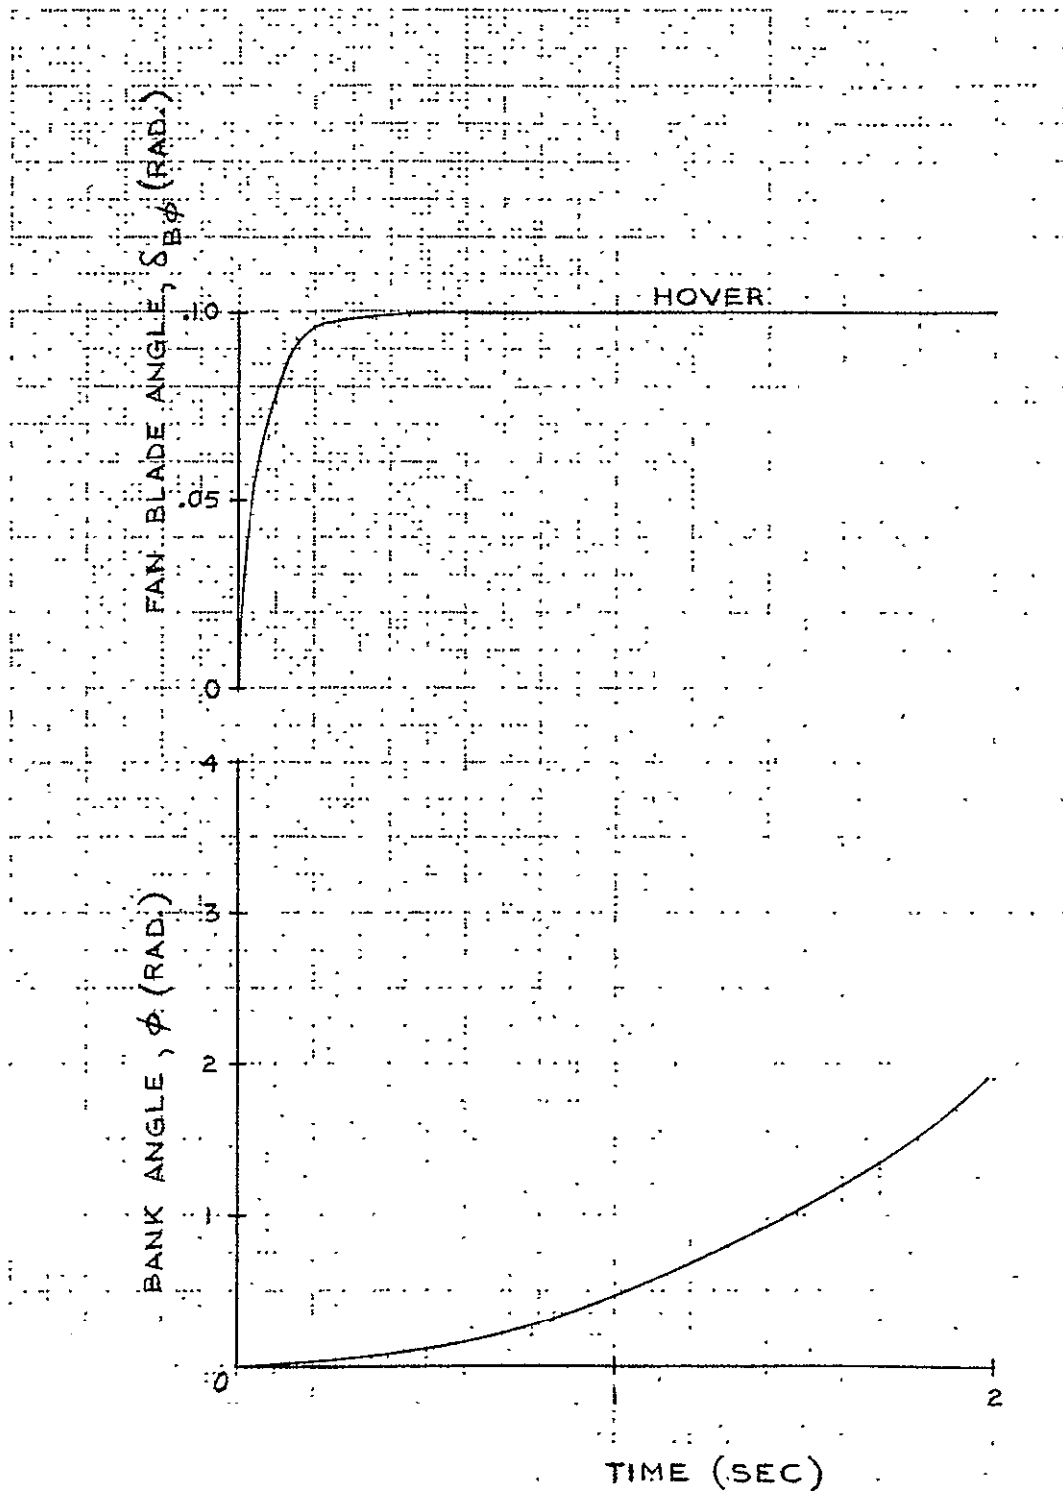 FAN BLADE ANGLE, δBϕ (RAD.)
.10
.05
0
HOVER
BANK ANGLE, ϕ (RAD.)
4
3
2
1
0
1
2
TIME (SEC)